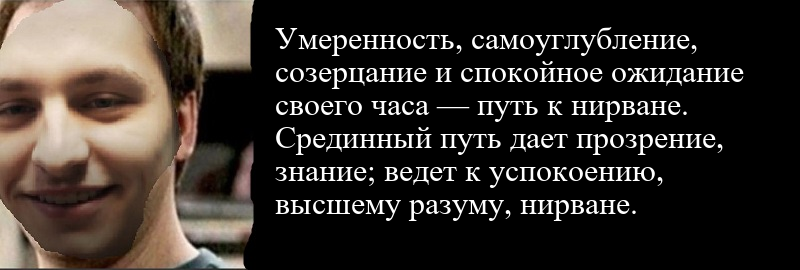 Умеренность, самоуглубление,
созерцание и спокойное ожидание
своего часа — путь к нирване.
Срединный путь дает прозрение,
знание; ведет к успокоению,
высшему разуму, нирване.